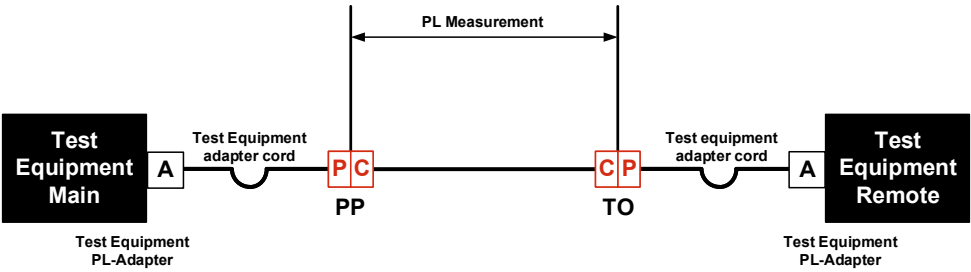 PL Measurement
Test
Equipment
Main
A
Test Equipment
adapter cord
P C
PP
C P
TO
Test equipment
adapter cord
A
Test
Equipment
Remote
Test Equipment
PL-Adapter
Test Equipment
PL-Adapter